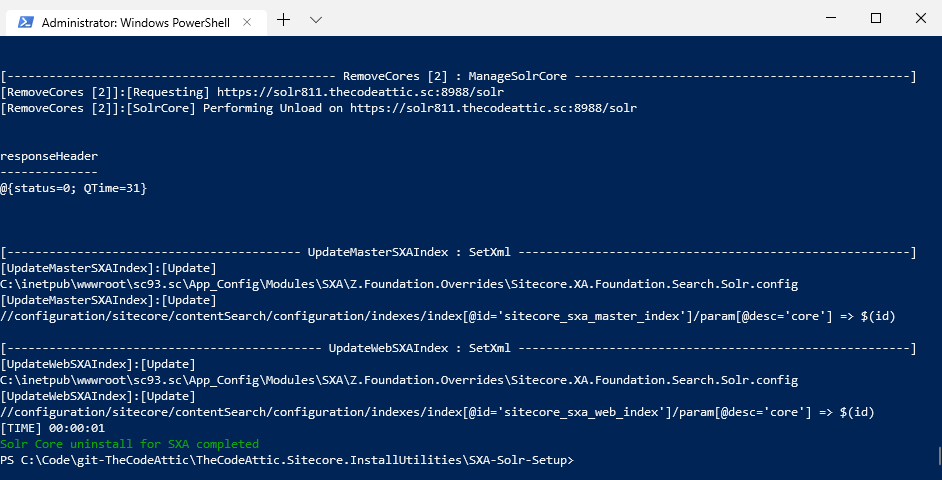 Administrator: Windows PowerShell
[----------------------------------------------- RemoveCores [2] : ManageSolrCore ------------------------------------------------]
[RemoveCores [2]]:[Requesting] https://solr811.thecodeattic.sc:8988/solr
[RemoveCores [2]]:[SolrCore] Performing Unload on https://solr811.thecodeattic.sc:8988/solr
responseHeader
--------------
@{status=0; QTime=31}
[------------------------------------------ UpdateMasterSXAIndex : SetXml --------------------------------------------------------]
[UpdateMasterSXAIndex]:[Update]
C:\inetpub\wwwroot\sc93.sc\App_Config\Modules\SXA\Z.Foundation.Overrides\Sitecore.XA.Foundation.Search.Solr.config
[UpdateMasterSXAIndex]:[Update]
//configuration/sitecore/contentSearch/configuration/indexes/index[@id='sitecore_sxa_master_index']/param[@desc='core'] => $(id)
[--------------------------------------------- UpdateWebSXAIndex : SetXml --------------------------------------------------------]
[UpdateWebSXAIndex]:[Update]
C:\inetpub\wwwroot\sc93.sc\App_Config\Modules\SXA\Z.Foundation.Overrides\Sitecore.XA.Foundation.Search.Solr.config
[UpdateWebSXAIndex]:[Update]
//configuration/sitecore/contentSearch/configuration/indexes/index[@id='sitecore_sxa_web_index']/param[@desc='core'] => $(id)
[TIME] 00:00:01
Solr Core uninstall for SXA completed
PS C:\Code\git-TheCodeAttic\TheCodeAttic.Sitecore.InstallUtilities\SXA-Solr-Setup>